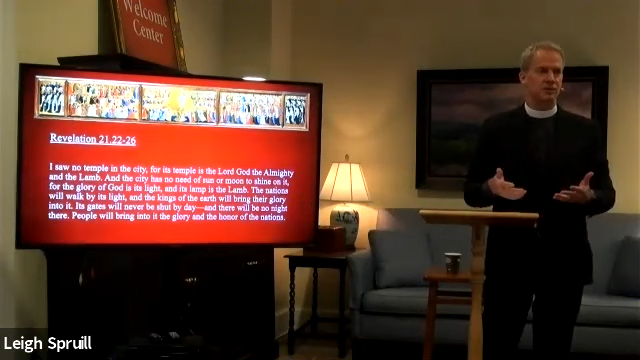 Welcome
Center
Revelation 21.22-26
I saw no temple in the city, for its temple is the Lord God the Almighty
and the Lamb. And the city has no need of sun or moon to shine on it,
for the glory of God is its light, and its lamp is the Lamb. The nations
will walk by its light, and the kings of the earth will bring their glory
into it. Its gates will never be shut by day—and there will be no night
there. People will bring into it the glory and the honor of the nations.
Leigh Spruill